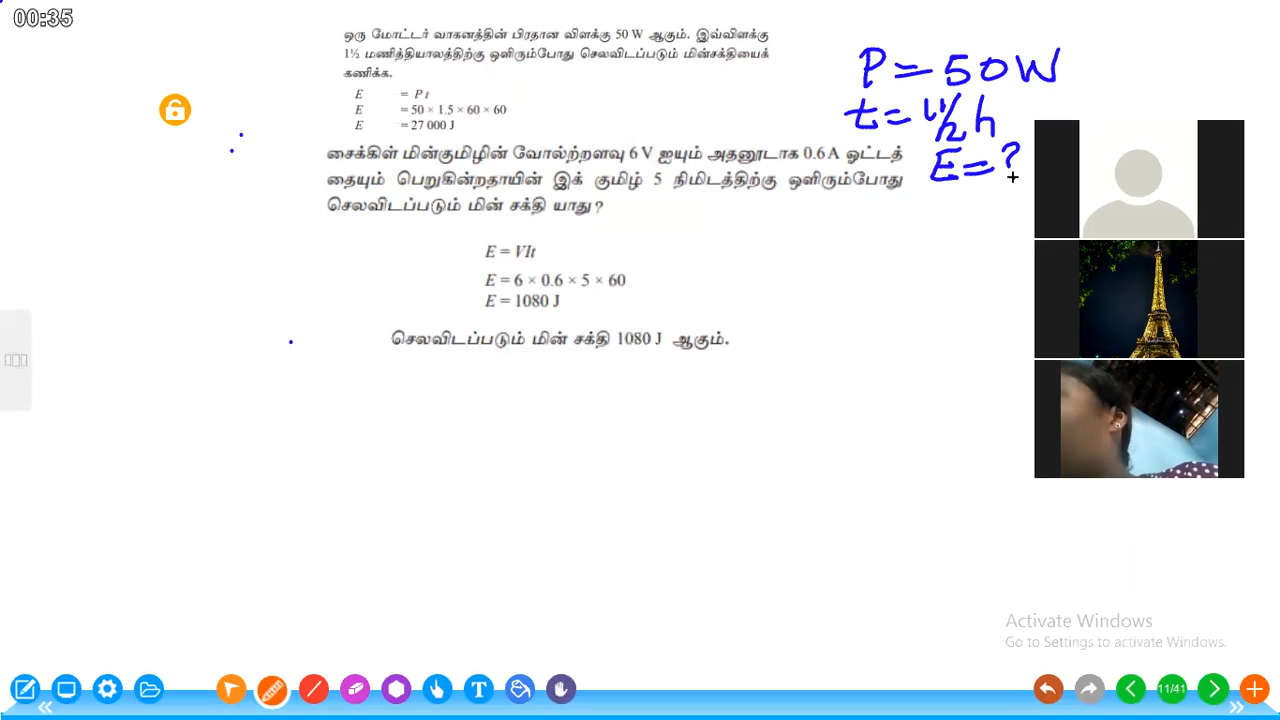 00:35
ஒரு மோட்டர் வாகனத்தின் பிரதான விளக்கு 50 W ஆகும். இவ்விளக்கு
1½ மணித்தியாலத்திற்கு ஒளிரும்போது செலவிடப்படும் மின்சக்தியைக்
கணிக்க.
E = P t
E = 50 × 1.5 × 60 × 60
E = 27 000 J
P = 50W
t = 1 1/2 h
E = ?
சைக்கிள் மின்குமிழின் வோல்ற்றளவு 6 V ஐயும் அதனூடாக 0.6 A ஓட்டத்
தையும் பெறுகின்றதாயின் இக் குமிழ் 5 நிமிடத்திற்கு ஒளிரும்போது
செலவிடப்படும் மின் சக்தி யாது?
E = VIt
E = 6 × 0.6 × 5 × 60
E = 1080 J
செலவிடப்படும் மின் சக்தி 1080 J ஆகும்.
Activate Windows
Go to Settings to activate Windows.
T
11/41